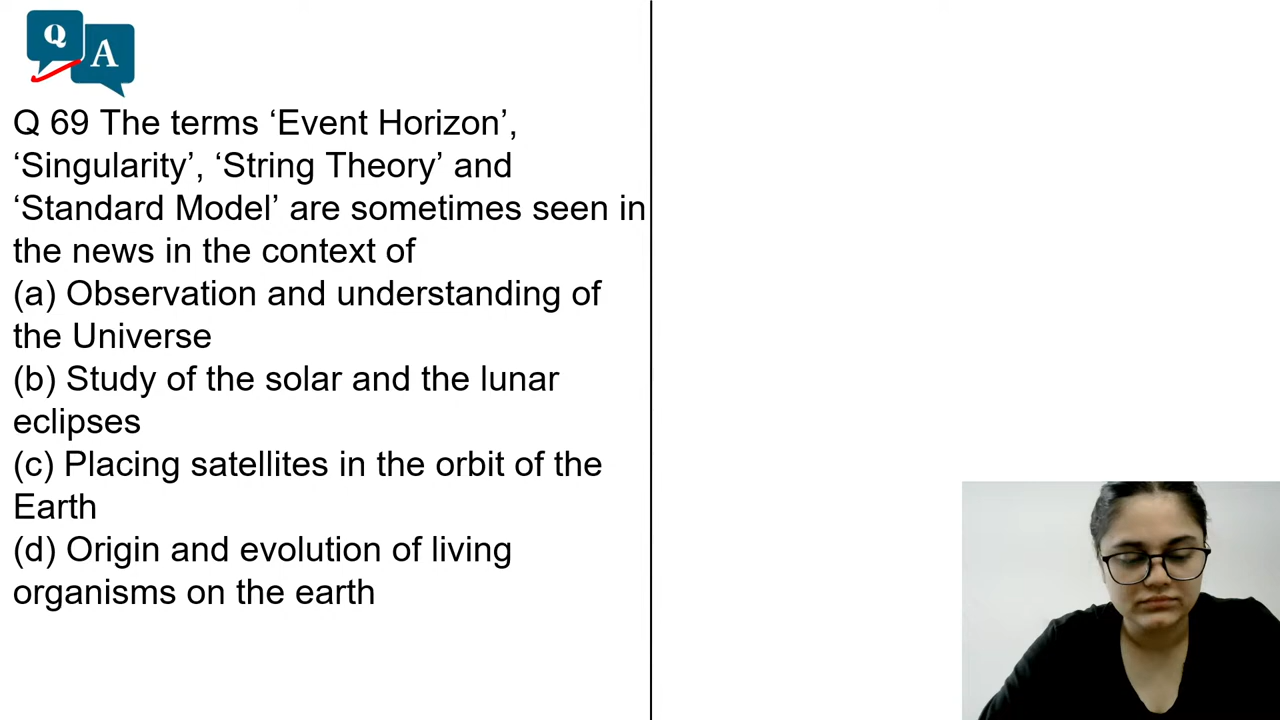 Q
A
Q 69 The terms ‘Event Horizon’,
‘Singularity’, ‘String Theory’ and
‘Standard Model’ are sometimes seen in
the news in the context of
(a) Observation and understanding of
the Universe
(b) Study of the solar and the lunar
eclipses
(c) Placing satellites in the orbit of the
Earth
(d) Origin and evolution of living
organisms on the earth